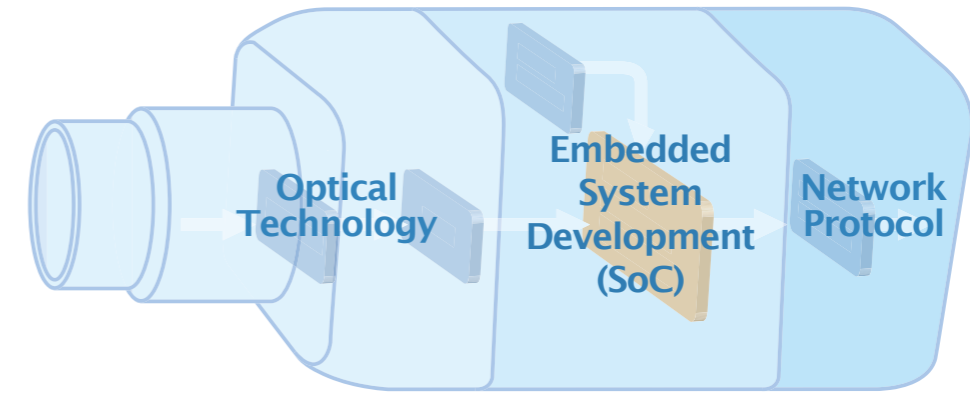 Optical
Technology
Embedded
System
Development
(SoC)
Network
Protocol